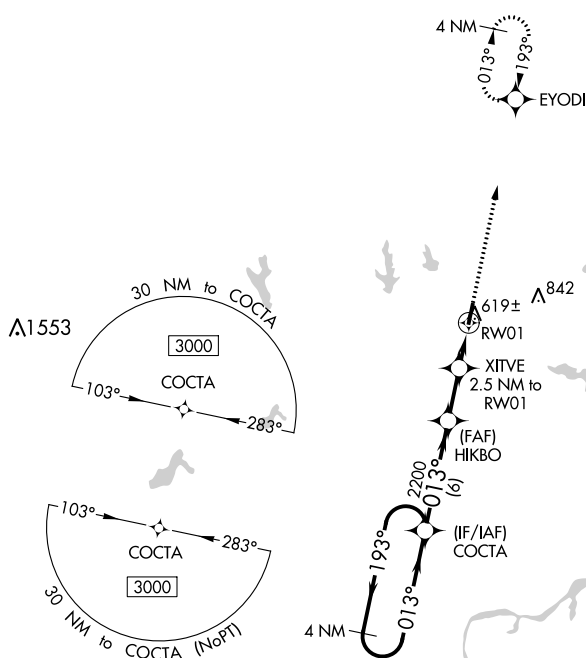 4 NM
013°
193°
EYODI
30 NM to COCTA
1553
3000
COCTA
103°
283°
842
619±
RW01
XITVE
2.5 NM to
RW01
(FAF)
HIKBO
2200
013°
(6)
(IF/IAF)
COCTA
193°
013°
4 NM
103°
283°
COCTA
3000
30 NM to COCTA (NoPT)